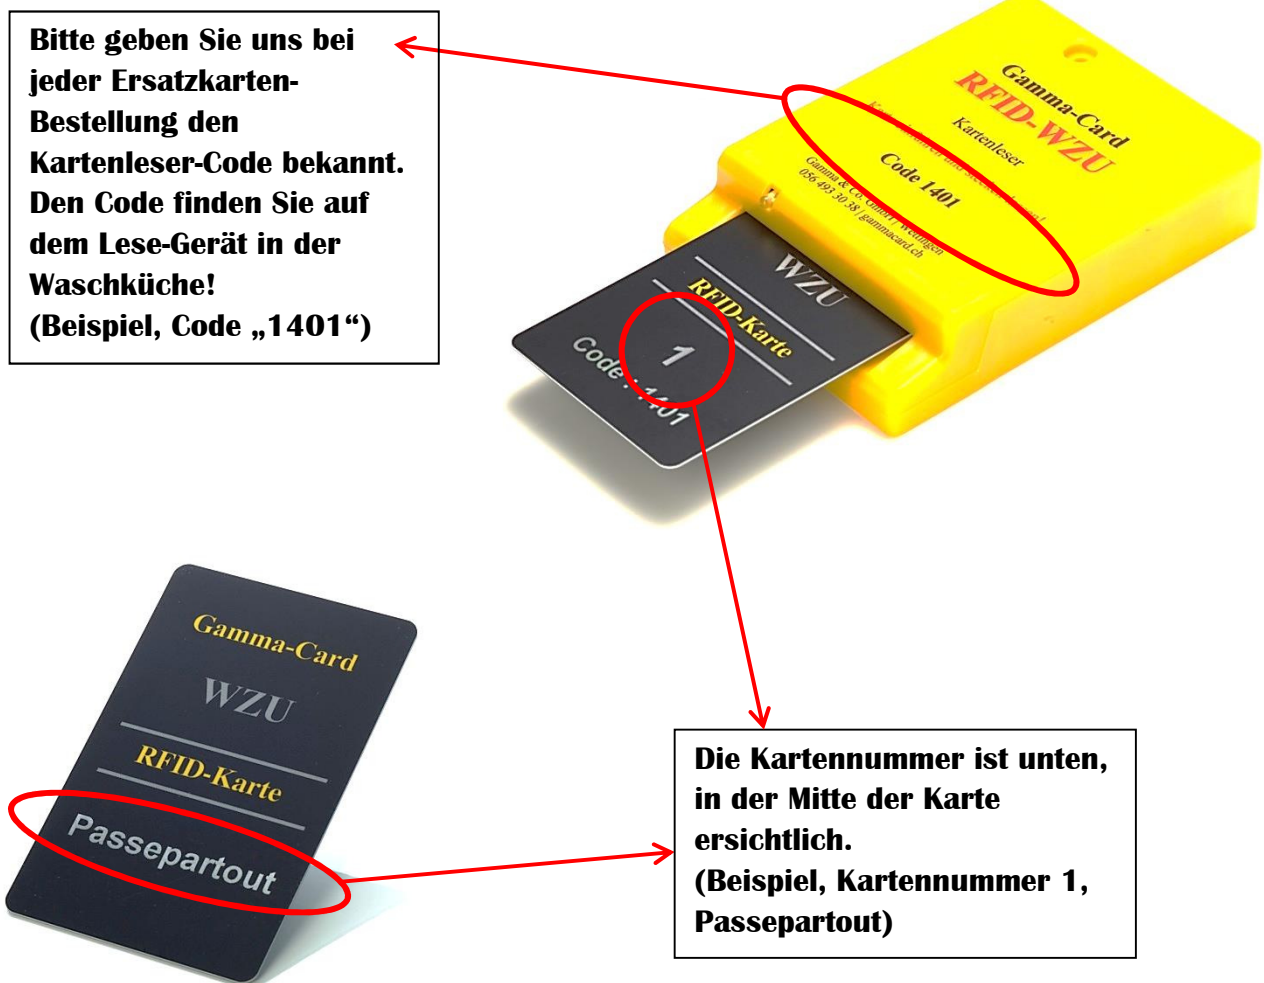 Bitte geben Sie uns bei
jeder Ersatzkarten-
Bestellung den
Kartenleser-Code bekannt.
Den Code finden Sie auf
dem Lese-Gerät in der
Waschküche!
(Beispiel, Code „1401“)
Gamma-Card
RFID-WZU
Kartenleser
Code 1401
Gamma & Co. GmbH | Wettingen
056 493 30 38 | gammacard.ch
WZU
RFID-Karte
1
Code : 1401
Gamma-Card
WZU
RFID-Karte
Passepartout
Die Kartennummer ist unten,
in der Mitte der Karte
ersichtlich.
(Beispiel, Kartennummer 1,
Passepartout)